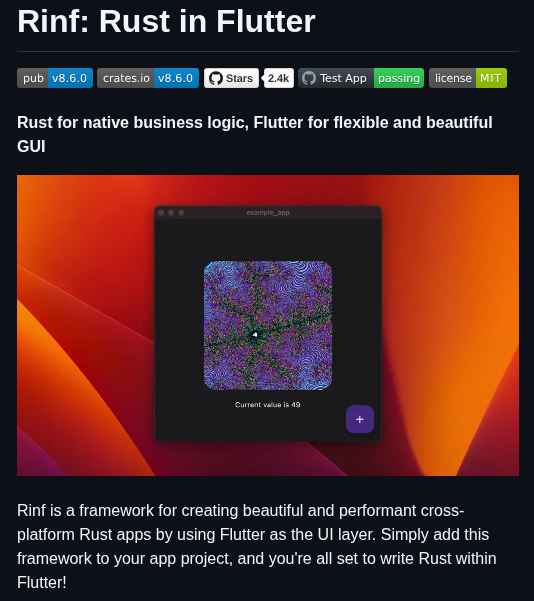 Rinf: Rust in Flutter
pub v8.6.0 crates.io v8.6.0 Stars 2.4k Test App passing license MIT
Rust for native business logic, Flutter for flexible and beautiful
GUI
example_app
Current value is 49
+
Rinf is a framework for creating beautiful and performant cross-
platform Rust apps by using Flutter as the UI layer. Simply add this
framework to your app project, and you're all set to write Rust within
Flutter!